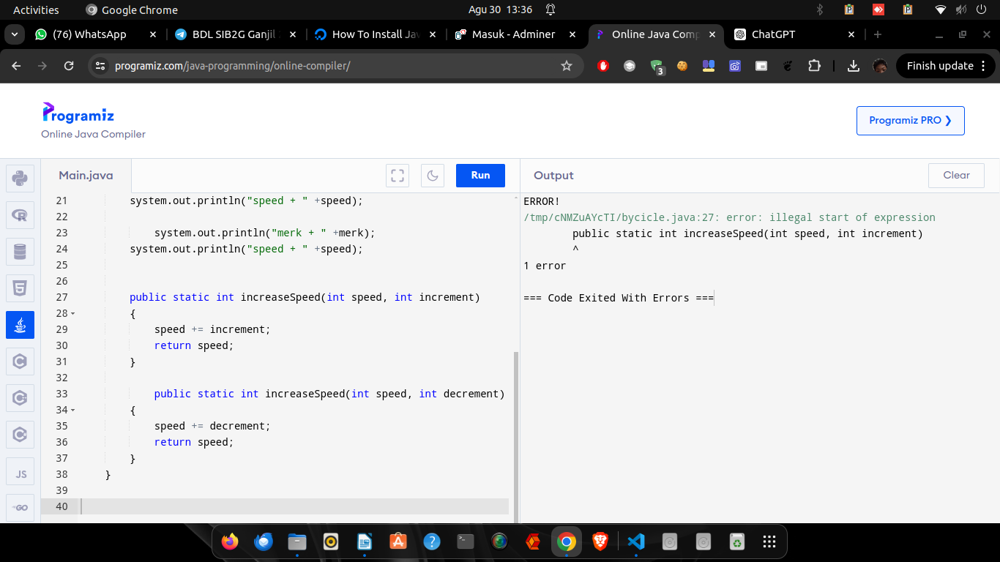 Activities
Google Chrome
Agu 30 13:36
(76) WhatsApp
BDL SIB2G Ganjil
How To Install Jav
Masuk - Adminer
Online Java Comp
ChatGPT
programiz.com/java-programming/online-compiler/
3
Finish update
Programiz
Online Java Compiler
Programiz PRO ❯
Main.java
Run
Output
Clear
21 system.out.println("speed + " +speed);
22
23 system.out.println("merk + " +merk);
24 system.out.println("speed + " +speed);
25
26
27 public static int increaseSpeed(int speed, int increment)
28 {
29 speed += increment;
30 return speed;
31 }
32
33 public static int increaseSpeed(int speed, int decrement)
34 {
35 speed += decrement;
36 return speed;
37 }
38 }
39
40
ERROR!
/tmp/cNMZuAYcTI/bycicle.java:27: error: illegal start of expression
public static int increaseSpeed(int speed, int increment)
^
1 error
=== Code Exited With Errors ===
JS
GO